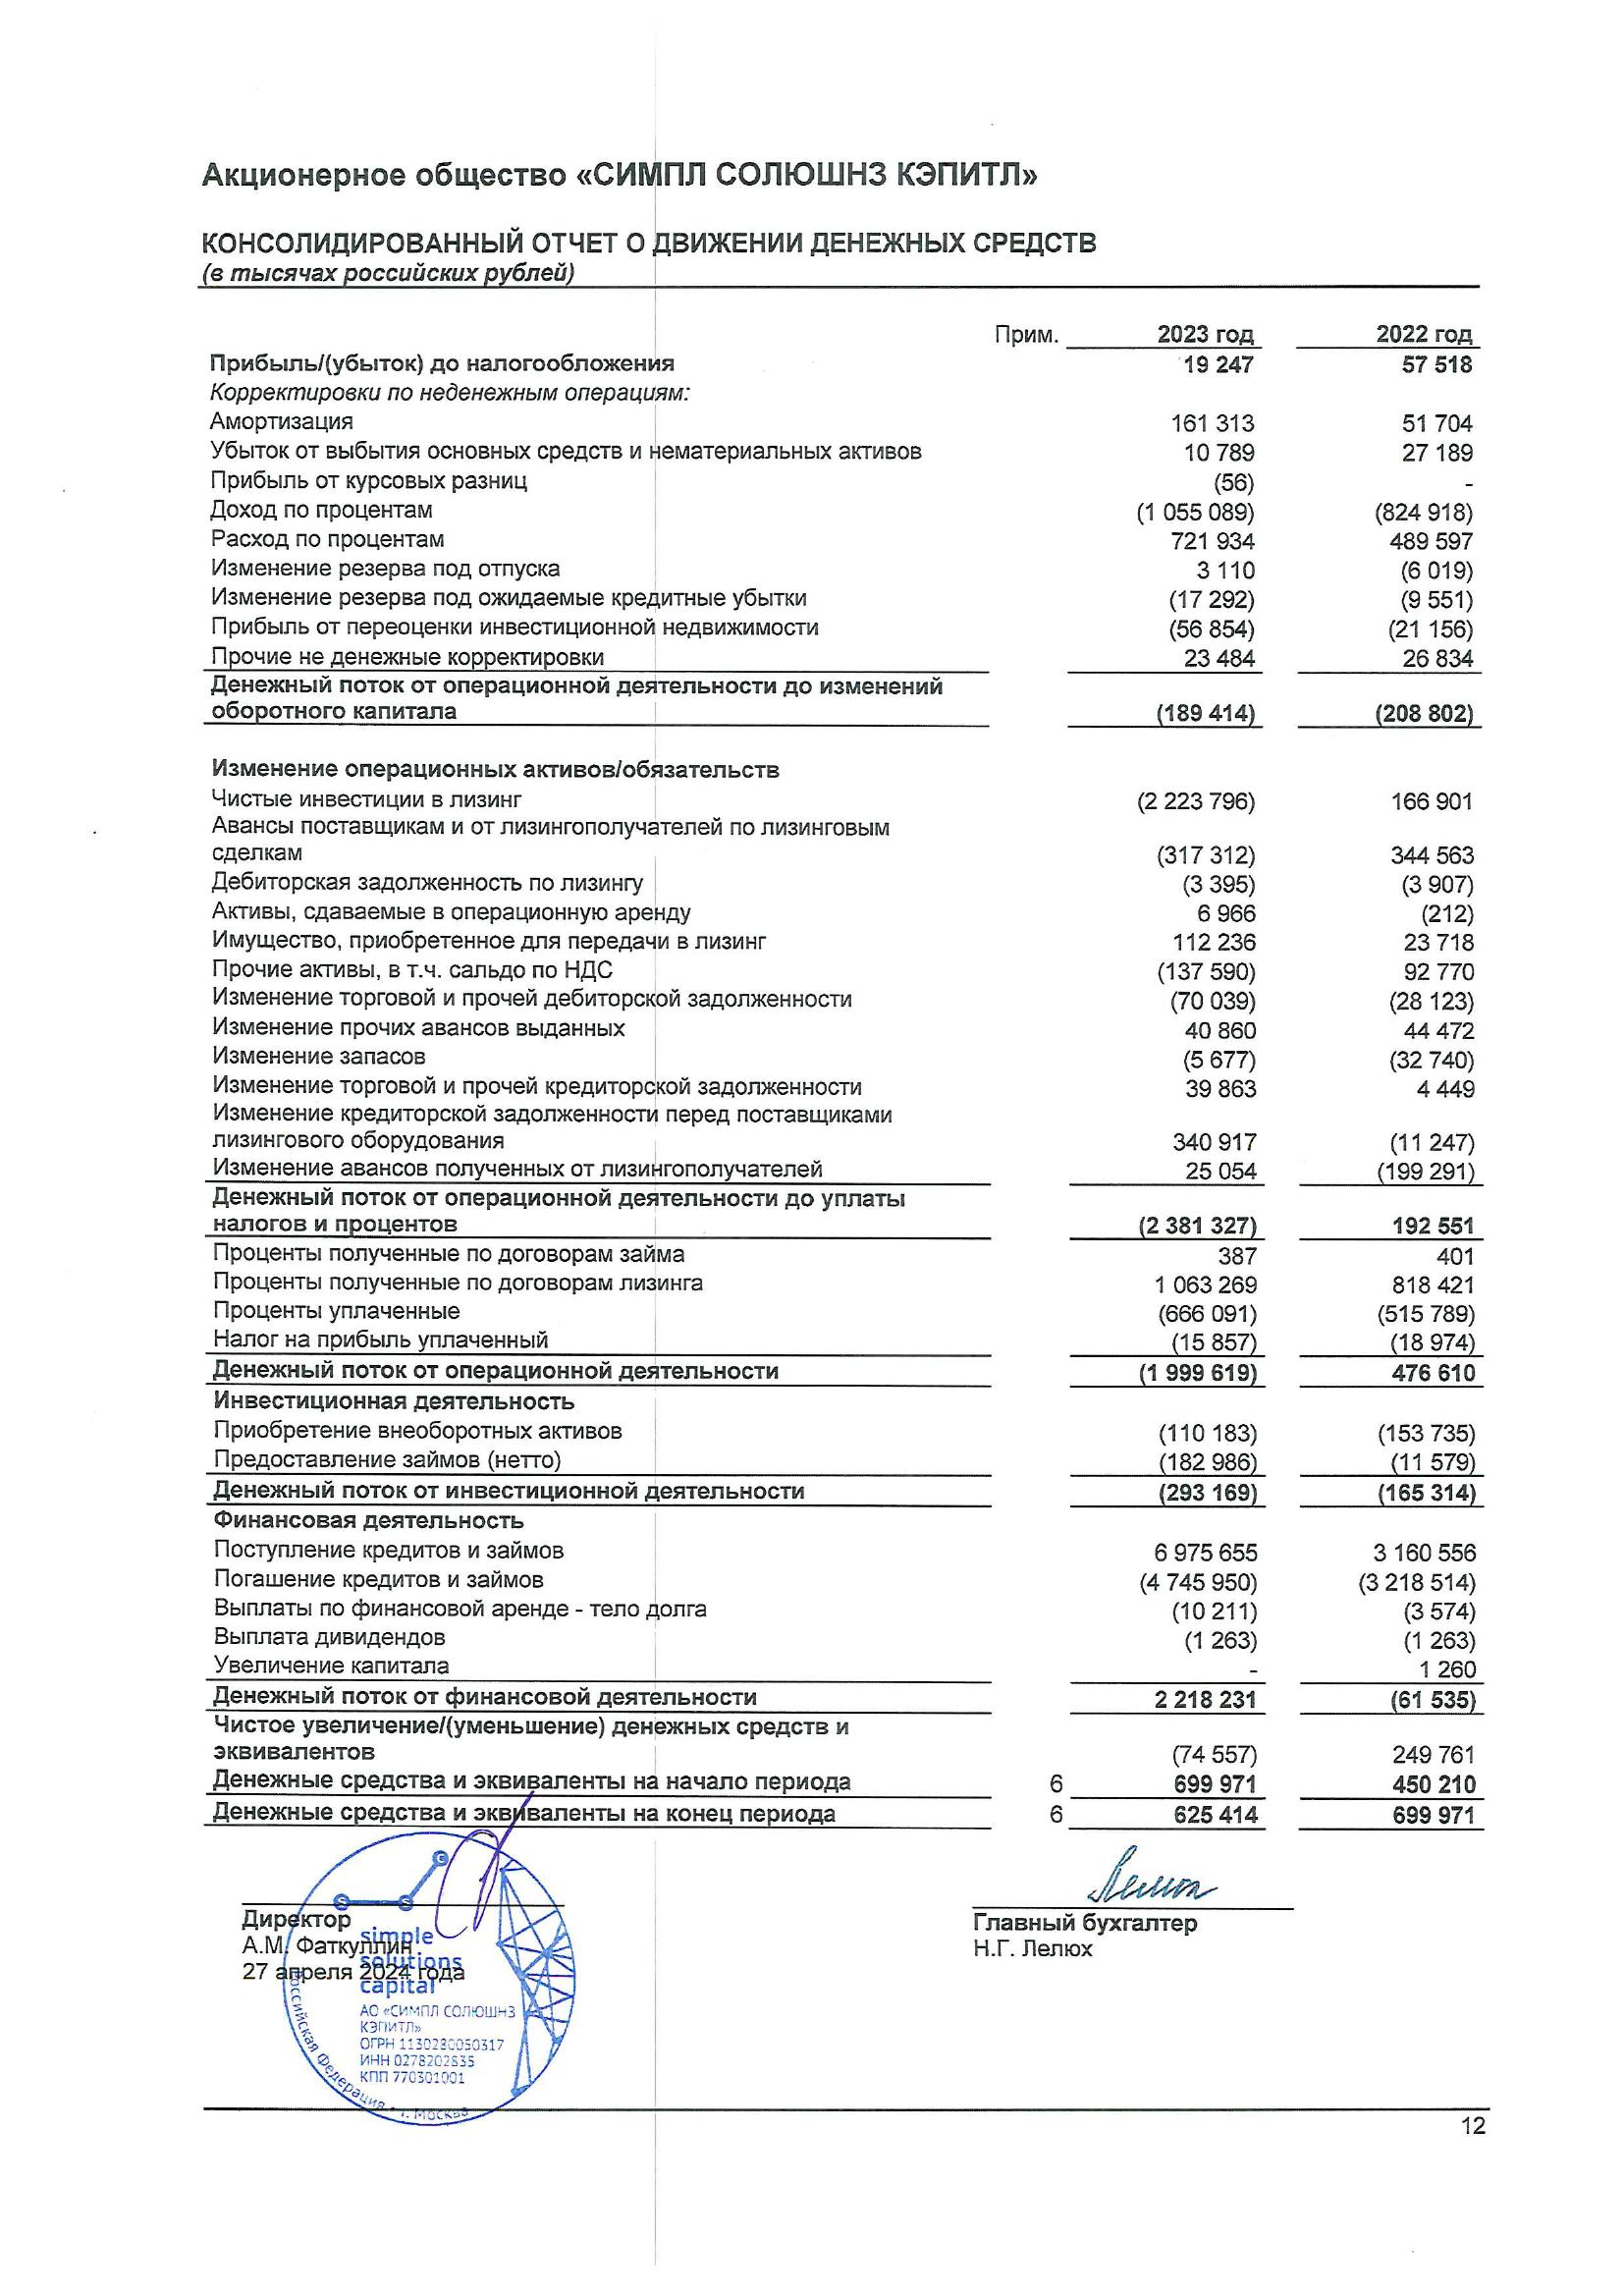 Акционерное общество «СИМПЛ СОЛЮШНЗ КЭПИТЛ»
КОНСОЛИДИРОВАННЫЙ ОТЧЕТ О ДВИЖЕНИИ ДЕНЕЖНЫХ СРЕДСТВ
(в тысячах российских рублей)
Прим. 2023 год 2022 год
Прибыль/(убыток) до налогообложения 19 247 57 518
Корректировки по неденежным операциям:
Амортизация 161 313 51 704
Убыток от выбытия основных средств и нематериальных активов 10 789 27 189
Прибыль от курсовых разниц (56) -
Доход по процентам (1 055 089) (824 918)
Расход по процентам 721 934 489 597
Изменение резерва под отпуска 3 110 (6 019)
Изменение резерва под ожидаемые кредитные убытки (17 292) (9 551)
Прибыль от переоценки инвестиционной недвижимости (56 854) (21 156)
Прочие не денежные корректировки 23 484 26 834
Денежный поток от операционной деятельности до изменений
оборотного капитала (189 414) (208 802)
Изменение операционных активов/обязательств
Чистые инвестиции в лизинг (2 223 796) 166 901
Авансы поставщикам и от лизингополучателей по лизинговым
сделкам (317 312) 344 563
Дебиторская задолженность по лизингу (3 395) (3 907)
Активы, сдаваемые в операционную аренду 6 966 (212)
Имущество, приобретенное для передачи в лизинг 112 236 23 718
Прочие активы, в т.ч. сальдо по НДС (137 590) 92 770
Изменение торговой и прочей дебиторской задолженности (70 039) (28 123)
Изменение прочих авансов выданных 40 860 44 472
Изменение запасов (5 677) (32 740)
Изменение торговой и прочей кредиторской задолженности 39 863 4 449
Изменение кредиторской задолженности перед поставщиками
лизингового оборудования 340 917 (11 247)
Изменение авансов полученных от лизингополучателей 25 054 (199 291)
Денежный поток от операционной деятельности до уплаты
налогов и процентов (2 381 327) 192 551
Проценты полученные по договорам займа 387 401
Проценты полученные по договорам лизинга 1 063 269 818 421
Проценты уплаченные (666 091) (515 789)
Налог на прибыль уплаченный (15 857) (18 974)
Денежный поток от операционной деятельности (1 999 619) 476 610
Инвестиционная деятельность
Приобретение внеоборотных активов (110 183) (153 735)
Предоставление займов (нетто) (182 986) (11 579)
Денежный поток от инвестиционной деятельности (293 169) (165 314)
Финансовая деятельность
Поступление кредитов и займов 6 975 655 3 160 556
Погашение кредитов и займов (4 745 950) (3 218 514)
Выплаты по финансовой аренде - тело долга (10 211) (3 574)
Выплата дивидендов (1 263) (1 263)
Увеличение капитала - 1 260
Денежный поток от финансовой деятельности 2 218 231 (61 535)
Чистое увеличение/(уменьшение) денежных средств и
эквивалентов (74 557) 249 761
Денежные средства и эквиваленты на начало периода 6 699 971 450 210
Денежные средства и эквиваленты на конец периода 6 625 414 699 971
Директор
А.М. Фаткуллин
27 апреля 2024 года
Главный бухгалтер
Н.Г. Лелюх
simple
solutions
capital
АО «СИМПЛ СОЛЮШНЗ
КЭПИТЛ»
ОГРН 1130280050317
ИНН 0278202535
КПП 770301001
Российская Федерация - г. Москва
12